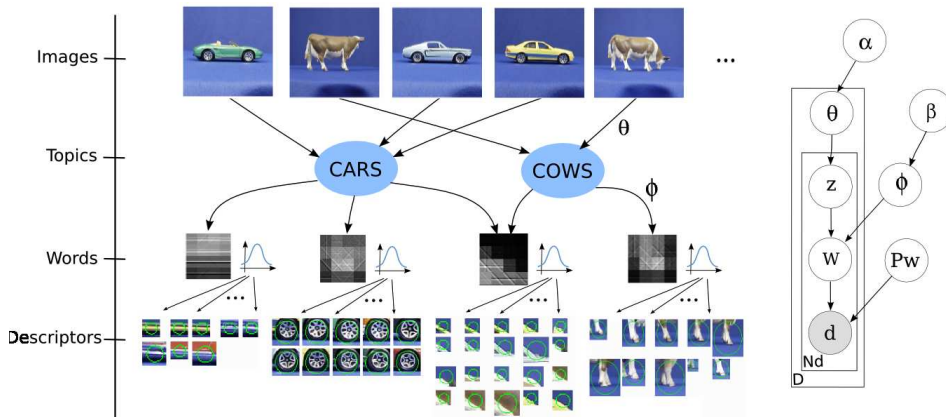 Images
...
α
θ
θ
β
Topics
CARS
COWS
ϕ
z
ϕ
Words
w
Pw
...
...
...
...
Descriptors
d
Nd
D